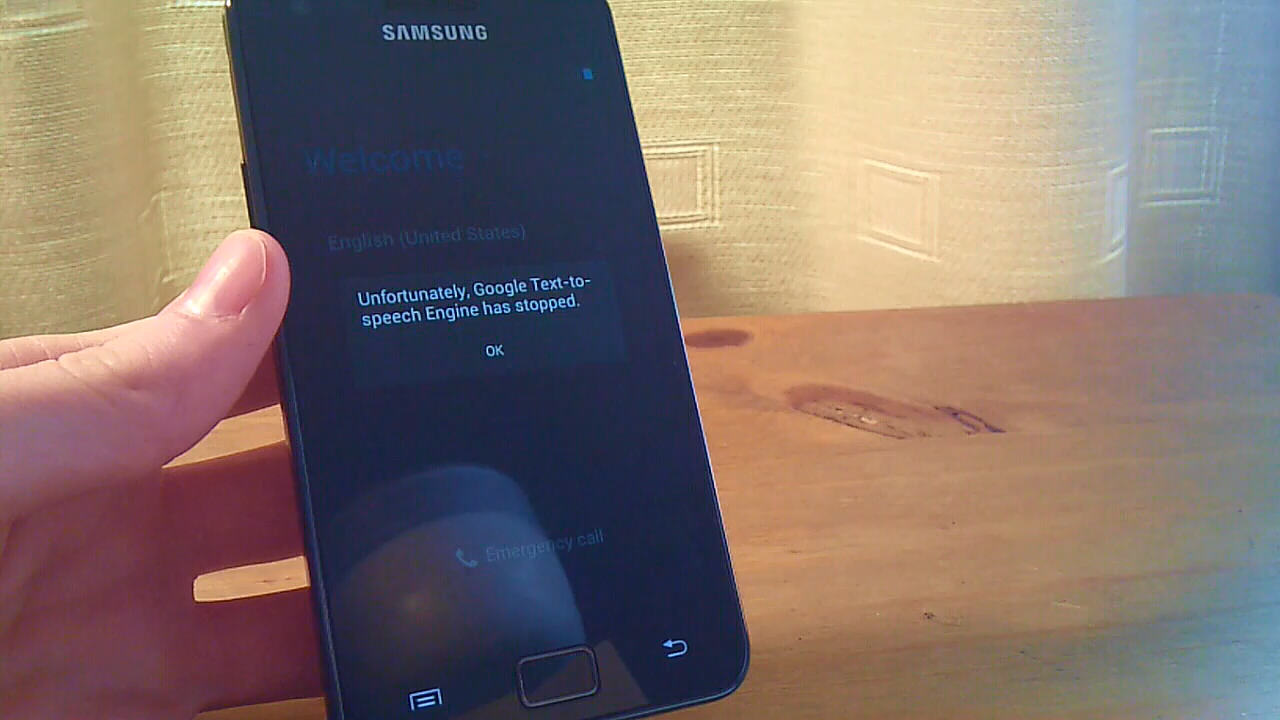 SAMSUNG
Welcome
English (United States)
Unfortunately, Google Text-to-
speech Engine has stopped.
OK
Emergency call